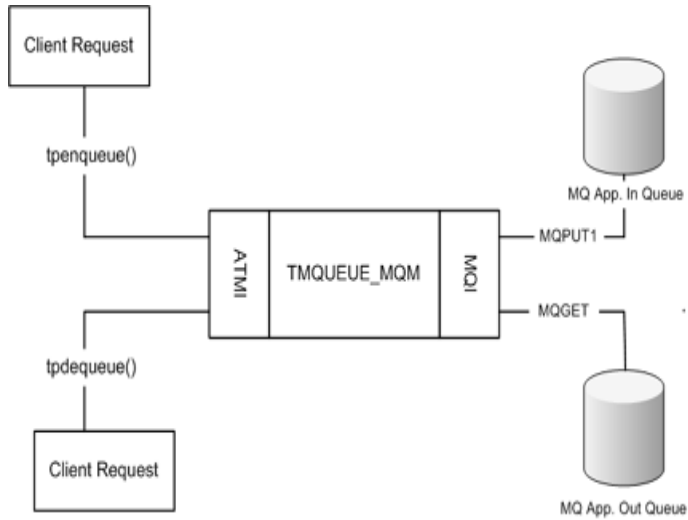 Client Request
tpenqueue()
MQ App. In Queue
ATMI
TMQUEUE_MQM
MQI
MQPUT1
MQGET
tpdequeue()
Client Request
MQ App. Out Queue